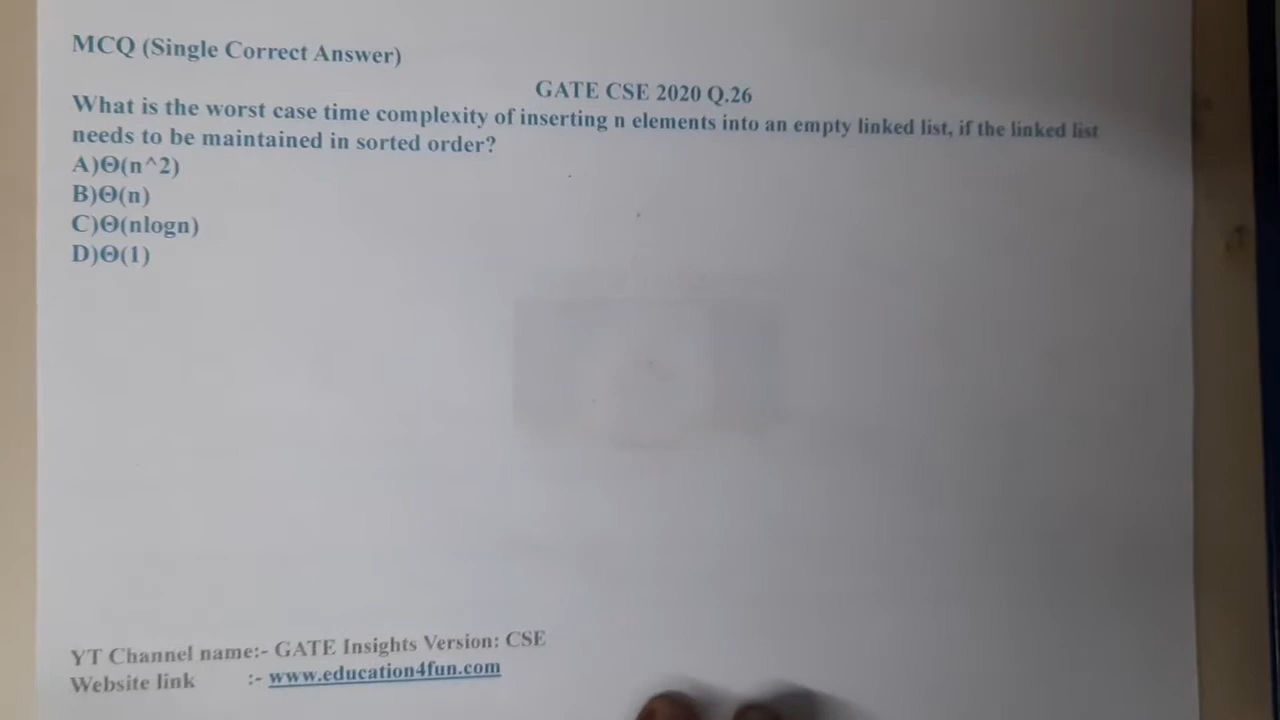 MCQ (Single Correct Answer)
GATE CSE 2020 Q.26
What is the worst case time complexity of inserting n elements into an empty linked list, if the linked list
needs to be maintained in sorted order?
A)Θ(n^2)
B)Θ(n)
C)Θ(nlogn)
D)Θ(1)
YT Channel name:- GATE Insights Version: CSE
Website link :- www.education4fun.com